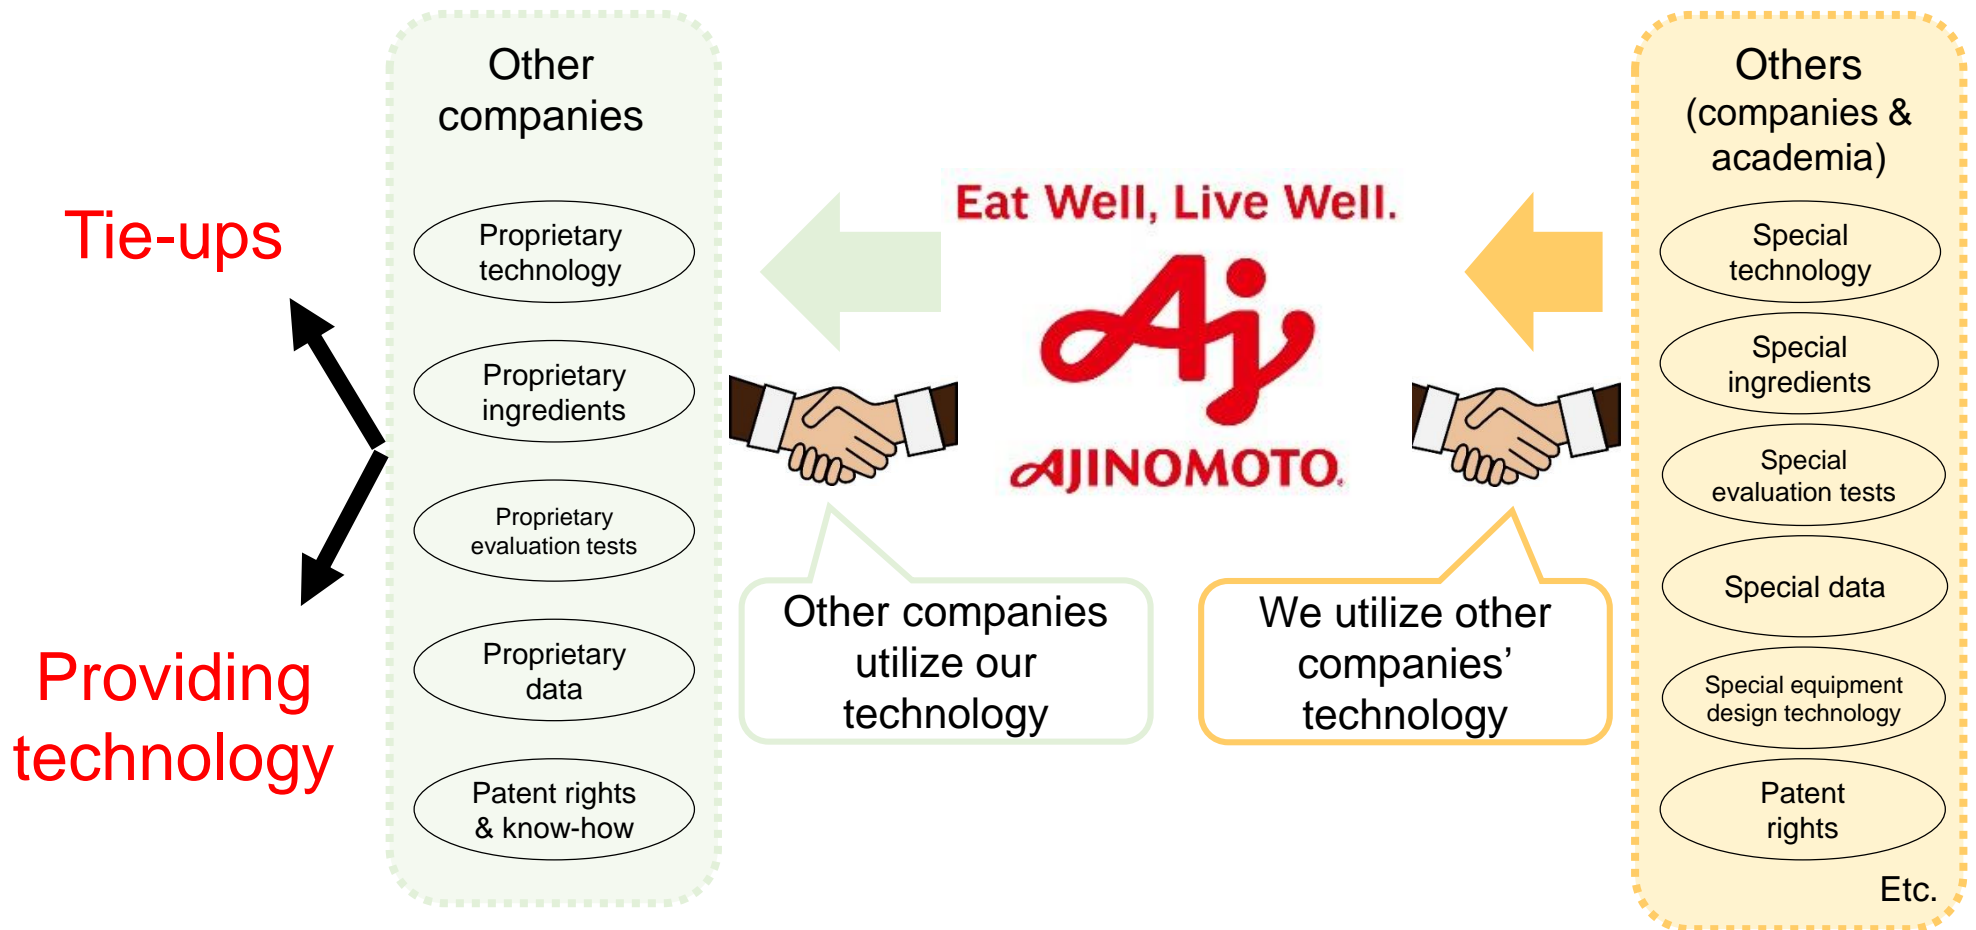 Tie-ups
Providing
technology
Other
companies
Proprietary
technology
Proprietary
ingredients
Proprietary
evaluation tests
Proprietary
data
Patent rights
& know-how
Eat Well, Live Well.
Aj
AJINOMOTO®
Other companies
utilize our
technology
We utilize other
companies’
technology
Others
(companies &
academia)
Special
technology
Special
ingredients
Special
evaluation tests
Special data
Special equipment
design technology
Patent
rights
Etc.